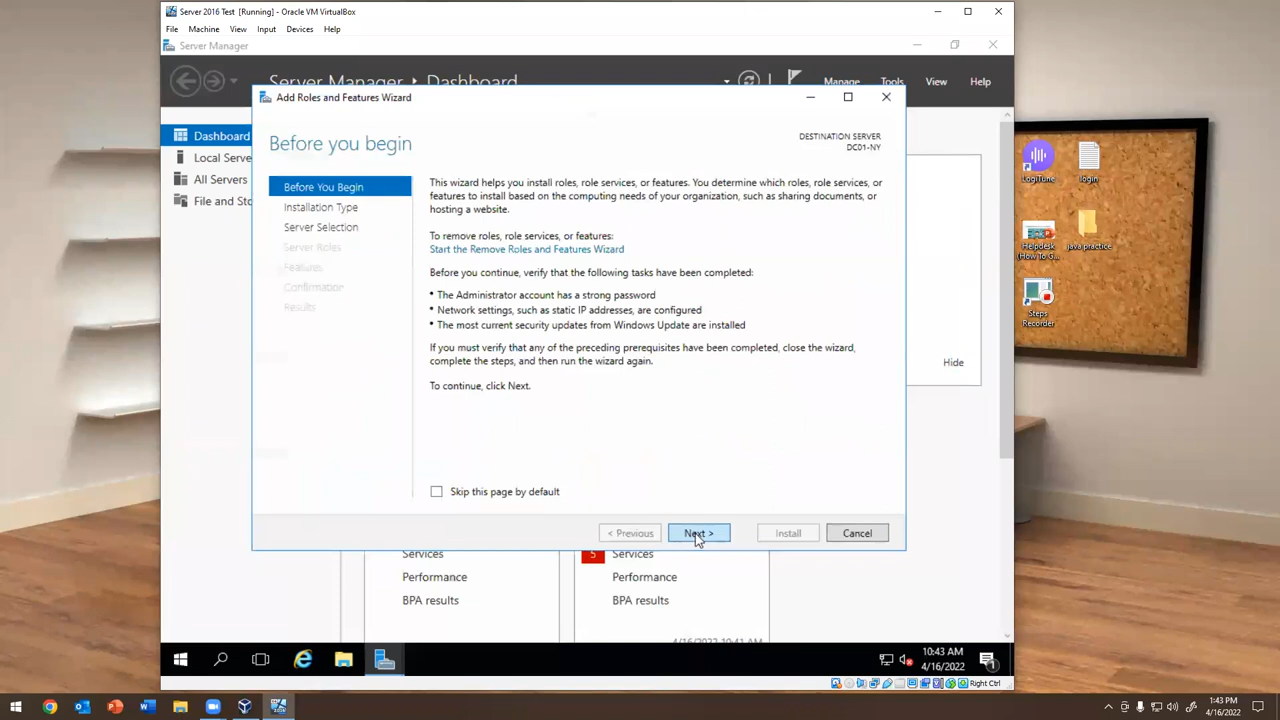 Server 2016 Test [Running] - Oracle VM VirtualBox
File Machine View Input Devices Help
Server Manager
Server Manager • Dashboard
Manage Tools View Help
Dashboard
Local Serve
All Servers
File and Sto
Add Roles and Features Wizard
Before you begin
DESTINATION SERVER
DC01-NY
Before You Begin
Installation Type
Server Selection
Server Roles
Features
Confirmation
Results
This wizard helps you install roles, role services, or features. You determine which roles, role services, or
features to install based on the computing needs of your organization, such as sharing documents, or
hosting a website.
To remove roles, role services, or features:
Start the Remove Roles and Features Wizard
Before you continue, verify that the following tasks have been completed:
• The Administrator account has a strong password
• Network settings, such as static IP addresses, are configured
• The most current security updates from Windows Update are installed
If you must verify that any of the preceding prerequisites have been completed, close the wizard,
complete the steps, and then run the wizard again.
To continue, click Next.
Skip this page by default
< Previous Next > Install Cancel
Hide
Services
Performance
BPA results
5 Services
Performance
BPA results
4/16/2022 10:41 AM
10:43 AM
4/16/2022
1
Right Ctrl
LogiTune
login
Helpdesk
(How To G...
java practice
Steps
Recorder
1:43 PM
4/16/2022